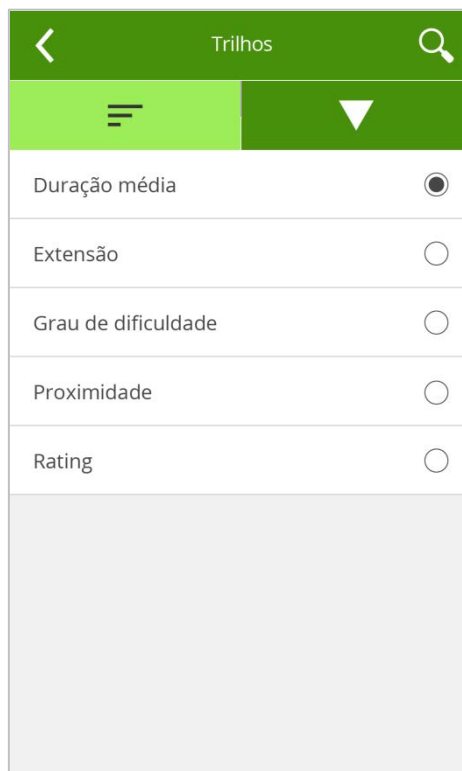 Trilhos
Duração média
Extensão
Grau de dificuldade
Proximidade
Rating